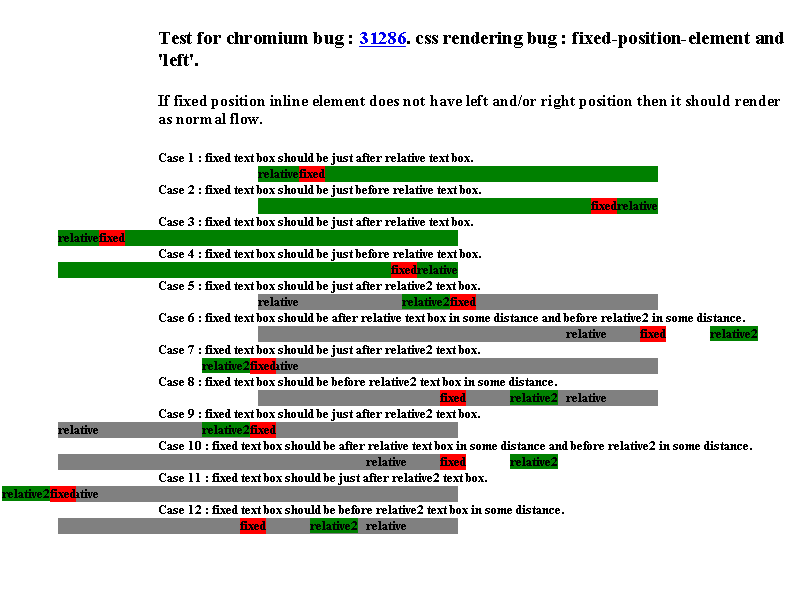 Test for chromium bug : 31286. css rendering bug : fixed-position-element and
'left'.
If fixed position inline element does not have left and/or right position then it should render
as normal flow.
Case 1 : fixed text box should be just after relative text box.
relativefixed
Case 2 : fixed text box should be just before relative text box.
fixedrelative
Case 3 : fixed text box should be just after relative text box.
relativefixed
Case 4 : fixed text box should be just before relative text box.
fixedrelative
Case 5 : fixed text box should be just after relative2 text box.
relative relative2fixed
Case 6 : fixed text box should be after relative text box in some distance and before relative2 in some distance.
relative fixed relative2
Case 7 : fixed text box should be just after relative2 text box.
relative2fixedative
Case 8 : fixed text box should be before relative2 text box in some distance.
fixed relative2 relative
Case 9 : fixed text box should be just after relative2 text box.
relative relative2fixed
Case 10 : fixed text box should be after relative text box in some distance and before relative2 in some distance.
relative fixed relative2
Case 11 : fixed text box should be just after relative2 text box.
relative2fixedative
Case 12 : fixed text box should be before relative2 text box in some distance.
fixed relative2 relative